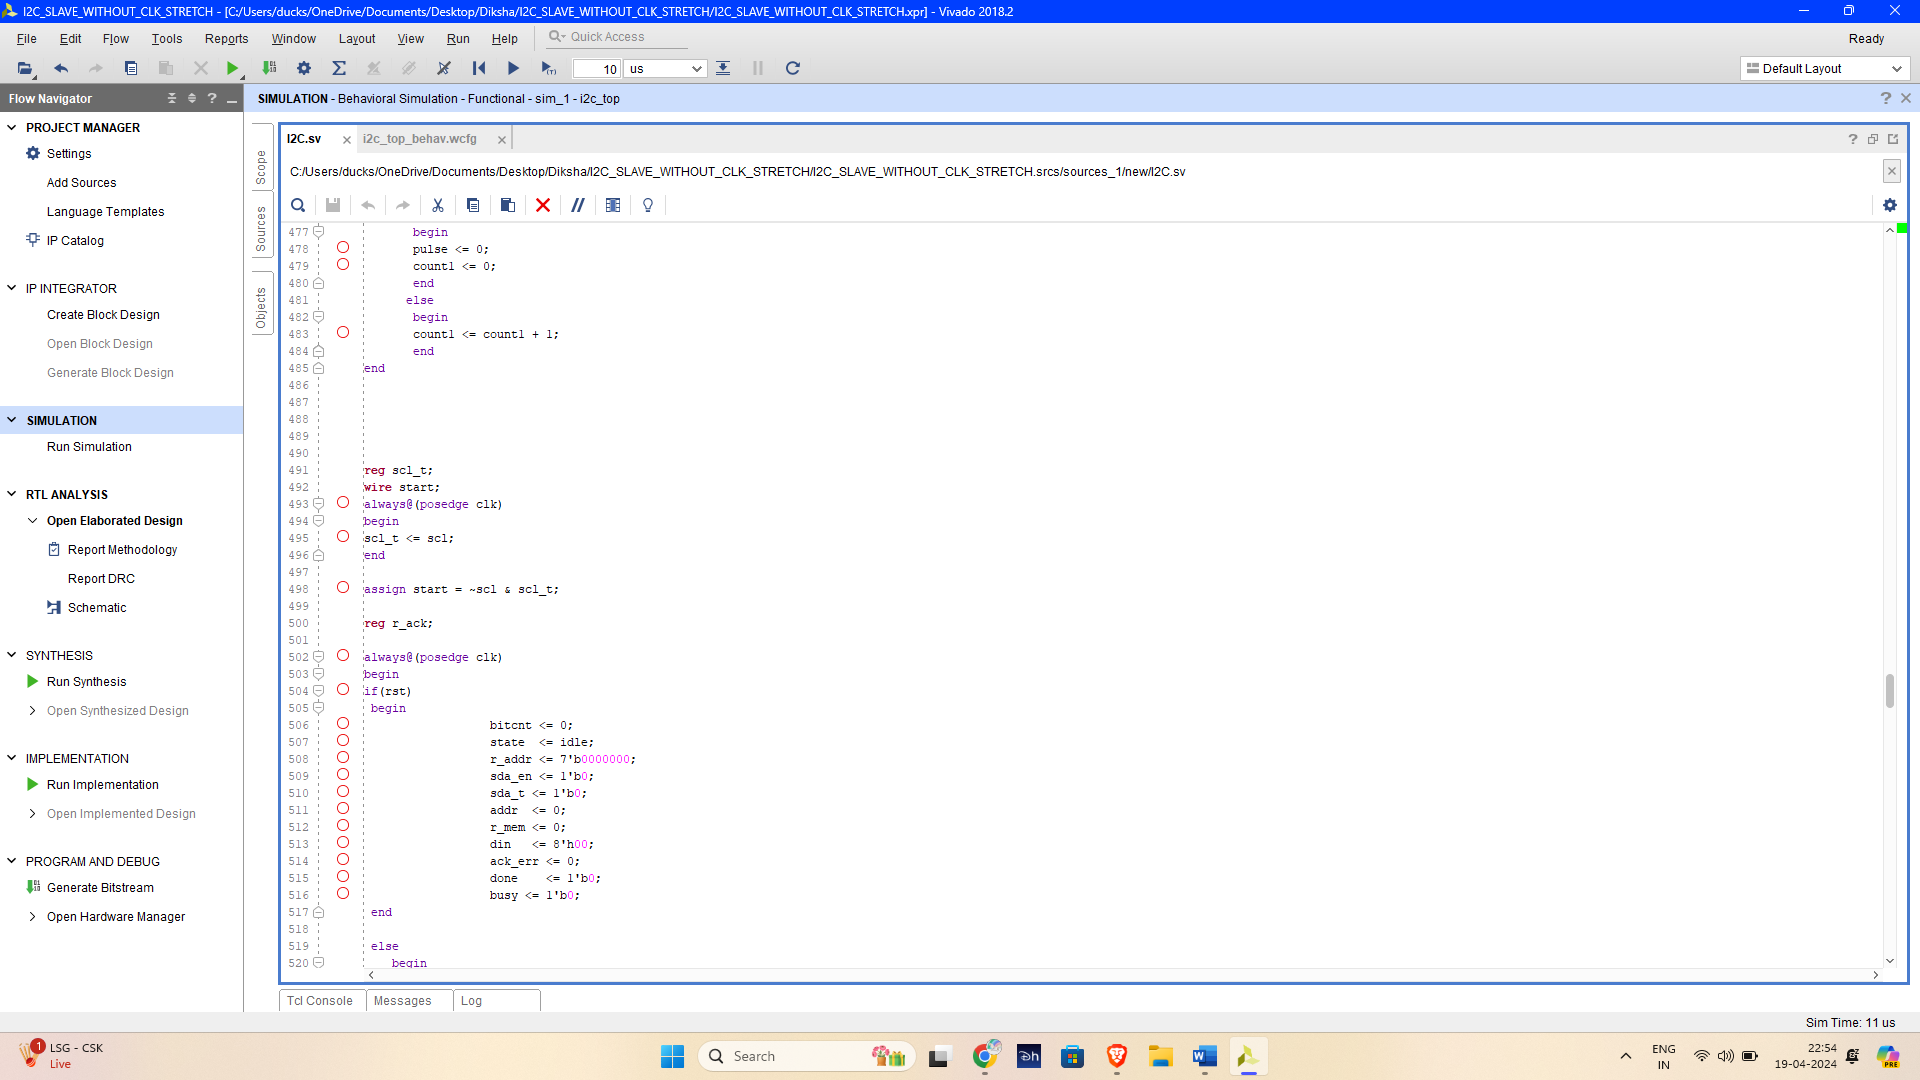 I2C_SLAVE_WITHOUT_CLK_STRETCH - [C:/Users/ducks/OneDrive/Documents/Desktop/Diksha/I2C_SLAVE_WITHOUT_CLK_STRETCH/I2C_SLAVE_WITHOUT_CLK_STRETCH.xpr] - Vivado 2018.2
File Edit Flow Tools Reports Window Layout View Run Help Quick Access Ready
10 us Default Layout
Flow Navigator
SIMULATION - Behavioral Simulation - Functional - sim_1 - i2c_top
PROJECT MANAGER
Settings
Add Sources
Language Templates
IP Catalog
IP INTEGRATOR
Create Block Design
Open Block Design
Generate Block Design
SIMULATION
Run Simulation
RTL ANALYSIS
Open Elaborated Design
Report Methodology
Report DRC
Schematic
SYNTHESIS
Run Synthesis
Open Synthesized Design
IMPLEMENTATION
Run Implementation
Open Implemented Design
PROGRAM AND DEBUG
Generate Bitstream
Open Hardware Manager
Scope
Sources
Objects
I2C.sv i2c_top_behav.wcfg
C:/Users/ducks/OneDrive/Documents/Desktop/Diksha/I2C_SLAVE_WITHOUT_CLK_STRETCH/I2C_SLAVE_WITHOUT_CLK_STRETCH.srcs/sources_1/new/I2C.sv
477 begin
478 pulse <= 0;
479 count1 <= 0;
480 end
481 else
482 begin
483 count1 <= count1 + 1;
484 end
485 end
486
487
488
489
490
491 reg scl_t;
492 wire start;
493 always@(posedge clk)
494 begin
495 scl_t <= scl;
496 end
497
498 assign start = ~scl & scl_t;
499
500 reg r_ack;
501
502 always@(posedge clk)
503 begin
504 if(rst)
505 begin
506 bitcnt <= 0;
507 state <= idle;
508 r_addr <= 7'b0000000;
509 sda_en <= 1'b0;
510 sda_t <= 1'b0;
511 addr <= 0;
512 r_mem <= 0;
513 din <= 8'h00;
514 ack_err <= 0;
515 done <= 1'b0;
516 busy <= 1'b0;
517 end
518
519 else
520 begin
Tcl Console Messages Log
Sim Time: 11 us
1 LSG - CSK
Live
Search
ENG
IN
22:54
19-04-2024
PRE